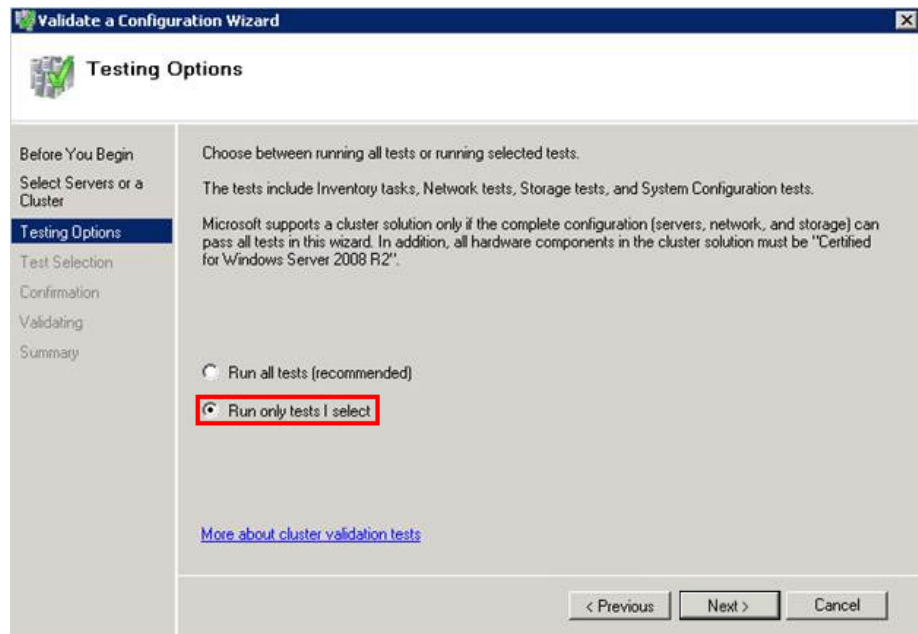 Validate a Configuration Wizard
Testing Options
Before You Begin
Select Servers or a
Cluster
Testing Options
Test Selection
Confirmation
Validating
Summary
Choose between running all tests or running selected tests.
The tests include Inventory tasks, Network tests, Storage tests, and System Configuration tests.
Microsoft supports a cluster solution only if the complete configuration (servers, network, and storage) can
pass all tests in this wizard. In addition, all hardware components in the cluster solution must be "Certified
for Windows Server 2008 R2".
Run all tests (recommended)
Run only tests I select
More about cluster validation tests
< Previous
Next >
Cancel